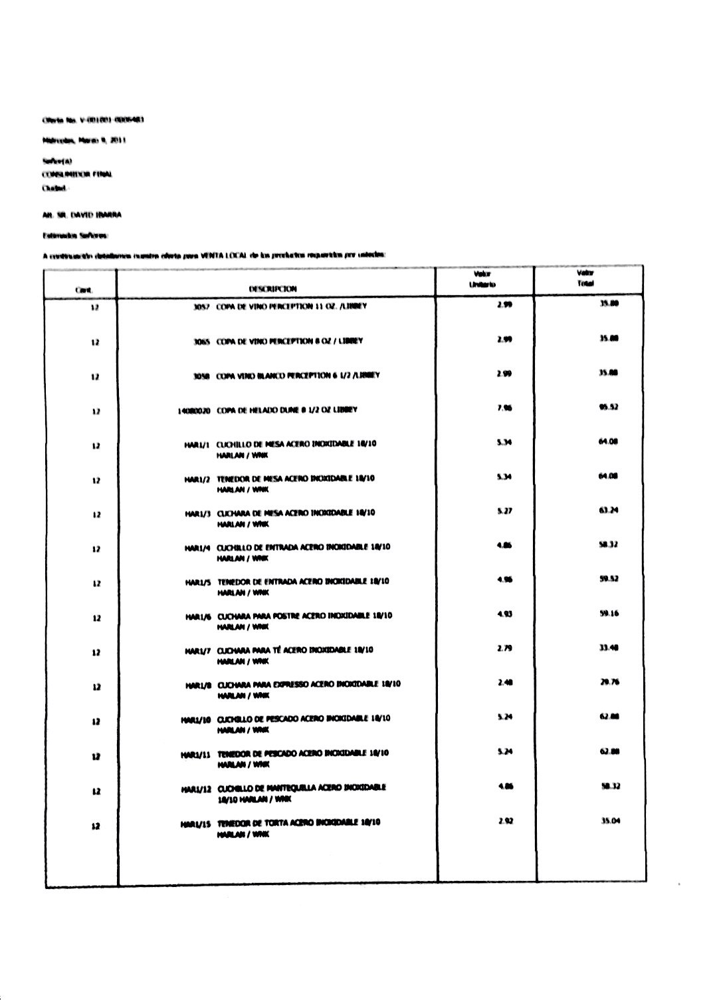 Oferta No. V-001001-0006483
Miércoles, Marzo 9, 2011
Señor(a)
CONSUMIDOR FINAL
Ciudad.-
Att. SR. DAVID IBARRA
Estimados Señores:
A continuación detallamos nuestra oferta para VENTA LOCAL de los productos requeridos por ustedes:
Cant. DESCRIPCION Valor Unitario Valor Total
12 3057 COPA DE VINO PERCEPTION 11 OZ. /LIBBEY 2.99 35.88
12 3065 COPA DE VINO PERCEPTION 8 OZ / LIBBEY 2.99 35.88
12 3058 COPA VINO BLANCO PERCEPTION 6 1/2 /LIBBEY 2.99 35.88
12 14080020 COPA DE HELADO DUNE 8 1/2 OZ LIBBEY 7.96 95.52
12 HAR1/1 CUCHILLO DE MESA ACERO INOXIDABLE 18/10 5.34 64.08
HARLAN / WNK
12 HAR1/2 TENEDOR DE MESA ACERO INOXIDABLE 18/10 5.34 64.08
HARLAN / WNK
12 HAR1/3 CUCHARA DE MESA ACERO INOXIDABLE 18/10 5.27 63.24
HARLAN / WNK
12 HAR1/4 CUCHILLO DE ENTRADA ACERO INOXIDABLE 18/10 4.86 58.32
HARLAN / WNK
12 HAR1/5 TENEDOR DE ENTRADA ACERO INOXIDABLE 18/10 4.96 59.52
HARLAN / WNK
12 HAR1/6 CUCHARA PARA POSTRE ACERO INOXIDABLE 18/10 4.93 59.16
HARLAN / WNK
12 HAR1/7 CUCHARA PARA TÉ ACERO INOXIDABLE 18/10 2.79 33.48
HARLAN / WNK
12 HAR1/8 CUCHARA PARA EXPRESSO ACERO INOXIDABLE 18/10 2.48 29.76
HARLAN / WNK
12 HAR1/10 CUCHILLO DE PESCADO ACERO INOXIDABLE 18/10 5.24 62.88
HARLAN / WNK
12 HAR1/11 TENEDOR DE PESCADO ACERO INOXIDABLE 18/10 5.24 62.88
HARLAN / WNK
12 HAR1/12 CUCHILLO DE MANTEQUILLA ACERO INOXIDABLE 4.86 58.32
18/10 HARLAN / WNK
12 HAR1/15 TENEDOR DE TORTA ACERO INOXIDABLE 18/10 2.92 35.04
HARLAN / WNK